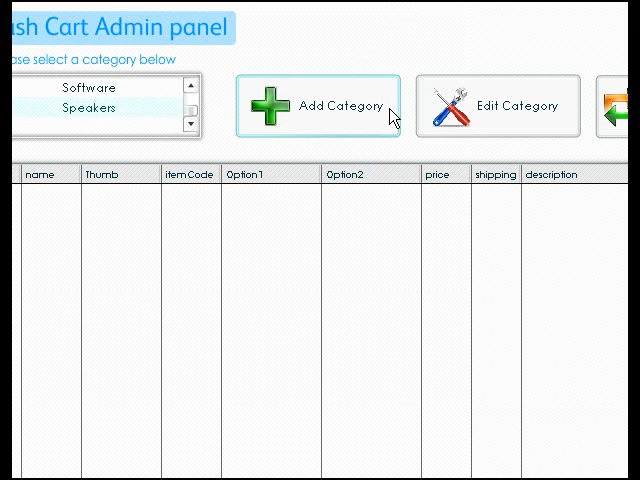 ash Cart Admin panel
ase select a category below
Software
Speakers
Add Category
Edit Category
name Thumb itemCode Option1 Option2 price shipping description